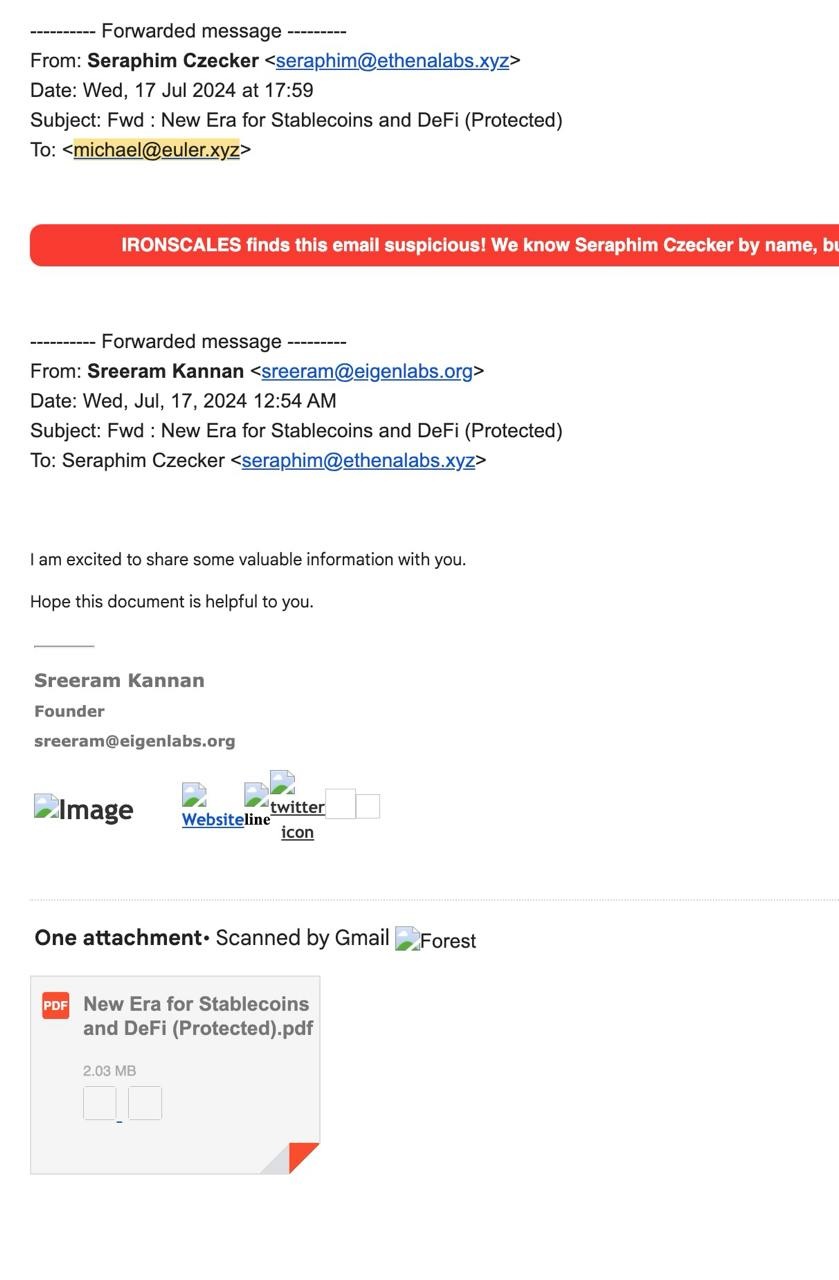 ---------- Forwarded message ---------
From: Seraphim Czecker <seraphim@ethenalabs.xyz>
Date: Wed, 17 Jul 2024 at 17:59
Subject: Fwd : New Era for Stablecoins and DeFi (Protected)
To: <michael@euler.xyz>
IRONSCALES finds this email suspicious! We know Seraphim Czecker by name, bu
---------- Forwarded message ---------
From: Sreeram Kannan <sreeram@eigenlabs.org>
Date: Wed, Jul, 17, 2024 12:54 AM
Subject: Fwd : New Era for Stablecoins and DeFi (Protected)
To: Seraphim Czecker <seraphim@ethenalabs.xyz>
I am excited to share some valuable information with you.
Hope this document is helpful to you.
Sreeram Kannan
Founder
sreeram@eigenlabs.org
Image
Website
line
twitter
icon
One attachment• Scanned by Gmail Forest
PDF
New Era for Stablecoins
and DeFi (Protected).pdf
2.03 MB